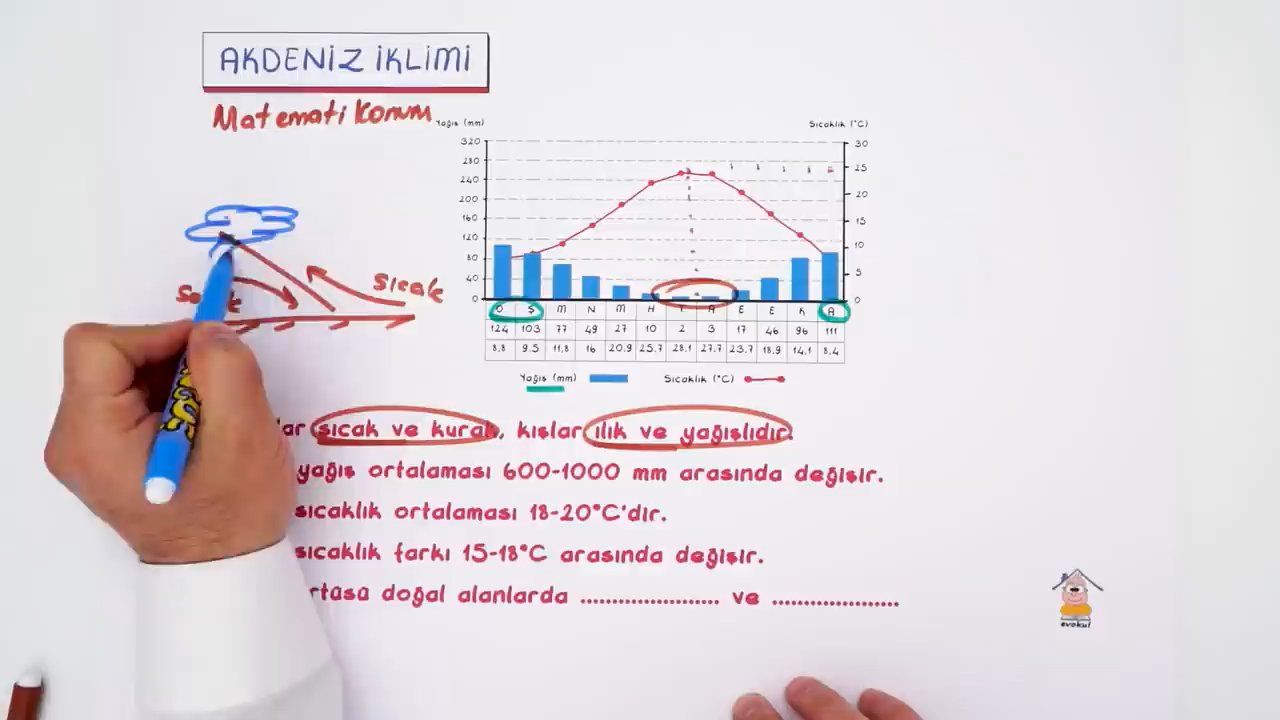 AKDENİZ İKLİMİ
Matemati Konum
Yağış (mm) Sıcaklık (°C)
320 30
280 25
240
200 20
160 15
120 10
80
40 5
0 0
O Ş M N M H T A E E K A
124 103 77 49 27 10 2 3 17 46 96 111
8,8 9.5 11,8 16 20.9 25.7 28.1 27.7 23.7 18,9 14.1 8,4
Yağış (mm) Sıcaklık (°C)
sıcak
sıcak ve kurak, kışlar ılık ve yağışlıdır.
yağış ortalaması 600-1000 mm arasında değişir.
sıcaklık ortalaması 18-20°C'dir.
sıcaklık farkı 15-18°C arasında değişir.
doğal alanlarda ...................... ve ....................
evokul